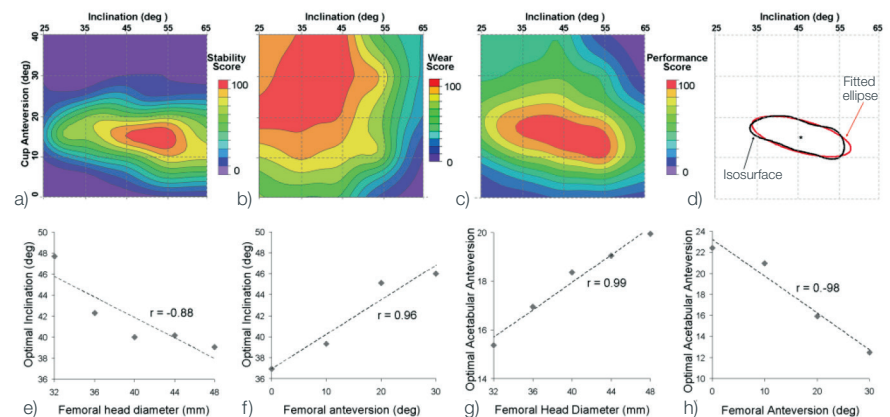 Inclination (deg)
25 35 45 55 65
Cup Anteversion (deg)
40
30
20
10
0
Stability
Score
100
0
a)
Inclination (deg)
25 35 45 55 65
Wear
Score
100
0
b)
Inclination (deg)
25 35 45 55 65
Performance
Score
100
0
c)
Inclination (deg)
25 35 45 55 65
Fitted
ellipse
Isosurface
d)
Optimal Inclination (deg)
50
48
46
44
42
40
38
36
r = -0.88
32 36 40 44 48
e) Femoral head diameter (mm)
Optimal Inclination (deg)
50
48
46
44
42
40
38
36
r = 0.96
0 10 20 30
f) Femoral anteversion (deg)
Optimal Acetabular Anteversion
20
18
16
14
r = 0.99
32 36 40 44 48
g) Femoral Head Diameter (mm)
Optimal Acetabular Anteversion
24
22
20
18
16
14
12
10
r = 0.-98
0 10 20 30
h) Femoral Anteversion (deg)